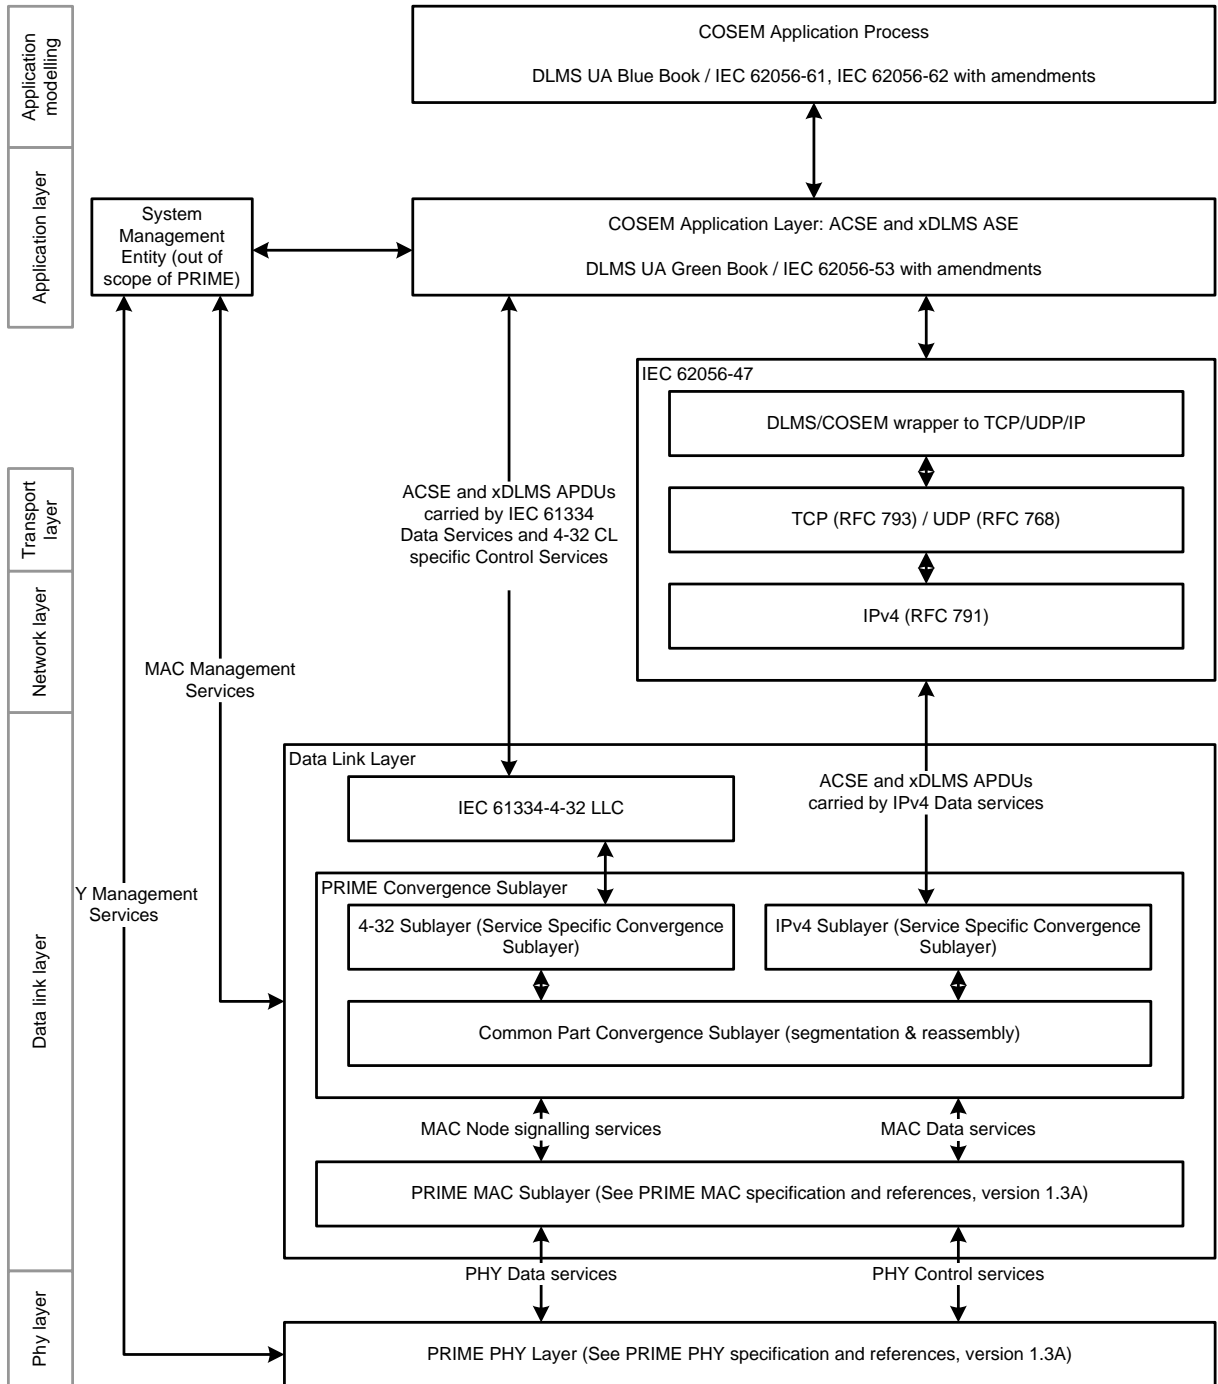 Application
modelling
COSEM Application Process
DLMS UA Blue Book / IEC 62056-61, IEC 62056-62 with amendments
Application layer
System
Management
Entity (out of
scope of PRIME)
COSEM Application Layer: ACSE and xDLMS ASE
DLMS UA Green Book / IEC 62056-53 with amendments
IEC 62056-47
DLMS/COSEM wrapper to TCP/UDP/IP
Transport
layer
ACSE and xDLMS APDUs
carried by IEC 61334
Data Services and 4-32 CL
specific Control Services
TCP (RFC 793) / UDP (RFC 768)
Network layer
IPv4 (RFC 791)
MAC Management
Services
Data link layer
Data Link Layer
IEC 61334-4-32 LLC
ACSE and xDLMS APDUs
carried by IPv4 Data services
Y Management
Services
PRIME Convergence Sublayer
4-32 Sublayer (Service Specific Convergence
Sublayer)
IPv4 Sublayer (Service Specific Convergence
Sublayer)
Common Part Convergence Sublayer (segmentation & reassembly)
MAC Node signalling services
MAC Data services
PRIME MAC Sublayer (See PRIME MAC specification and references, version 1.3A)
PHY Data services
PHY Control services
Phy layer
PRIME PHY Layer (See PRIME PHY specification and references, version 1.3A)